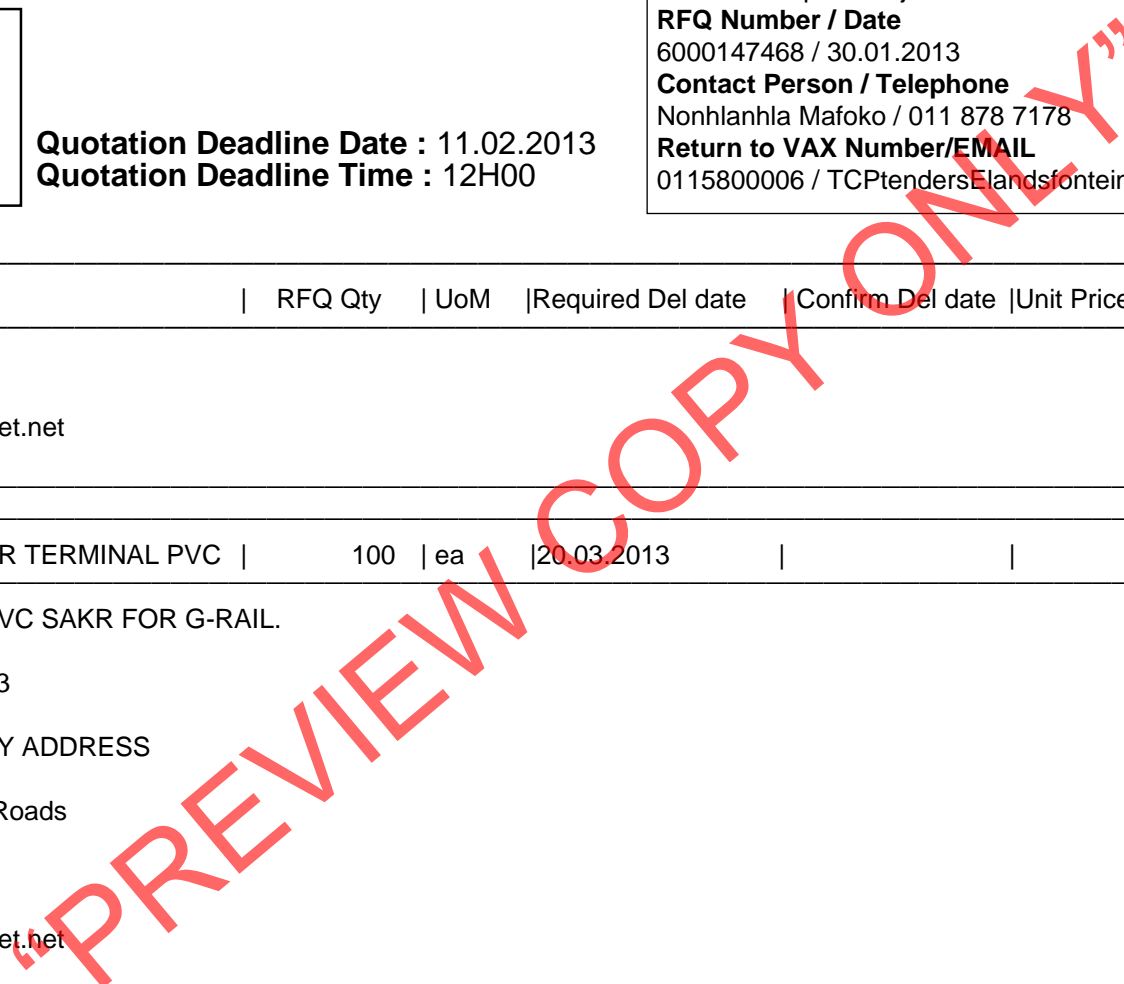 RFQ Number / Date
6000147468 / 30.01.2013
Contact Person / Telephone
Nonhlanhla Mafoko / 011 878 7178
Quotation Deadline Date : 11.02.2013
Return to VAX Number/EMAIL
Quotation Deadline Time : 12H00
0115800006 / TCPtendersElandsfontein
| RFQ Qty | UoM |Required Del date | Confirm Del date |Unit Price
et.net
R TERMINAL PVC | 100 | ea |20.03.2013 | |
VC SAKR FOR G-RAIL.
3
Y ADDRESS
Roads
et.net
“PREVIEW COPY ONLY”